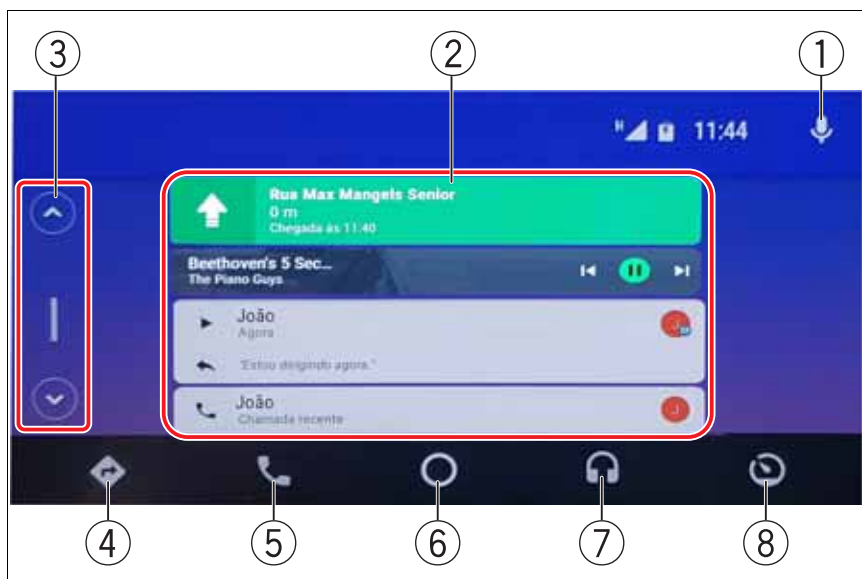 3
2
1
H 11:44
Rua Max Mangels Senior
0 m
Chegada às 11:40
Beethoven's 5 Sec...
The Piano Guys
João
Agora
J
"Estou dirigindo agora."
João
Chamada recente
J
4
5
6
7
8